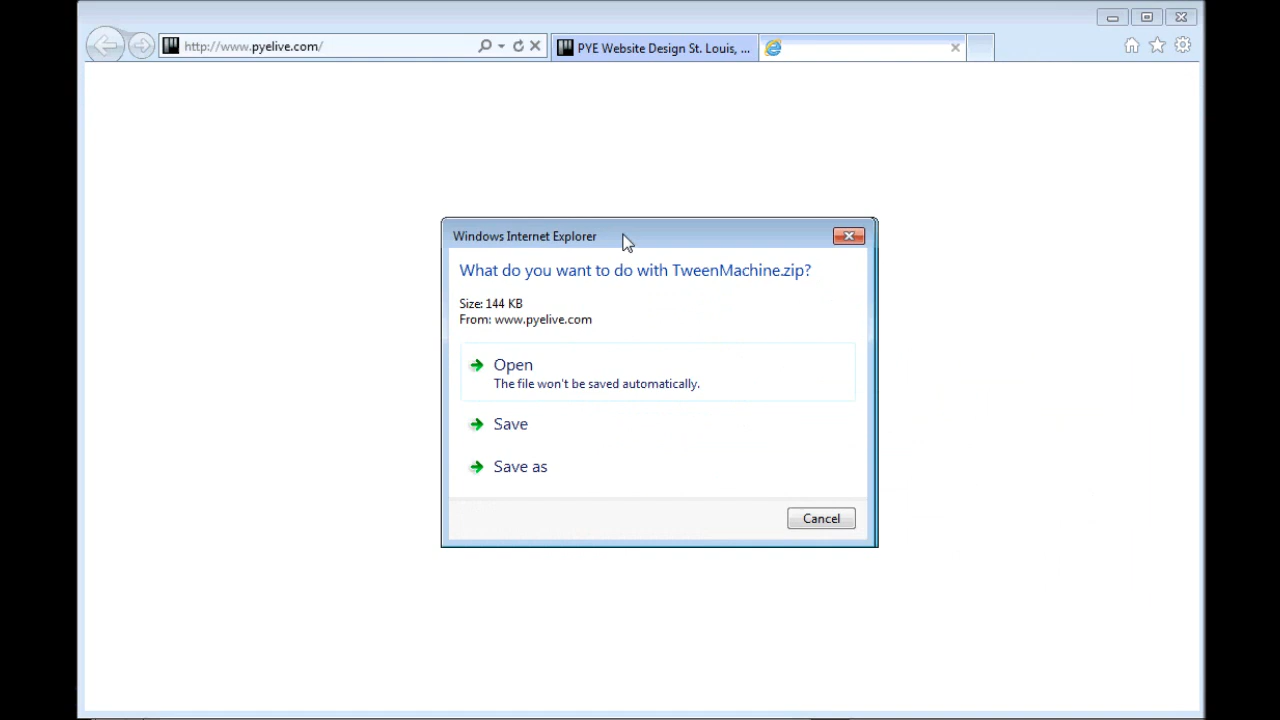 http://www.pyelive.com/
PYE Website Design St. Louis, ...
Windows Internet Explorer
What do you want to do with TweenMachine.zip?
Size: 144 KB
From: www.pyelive.com
Open
The file won't be saved automatically.
Save
Save as
Cancel